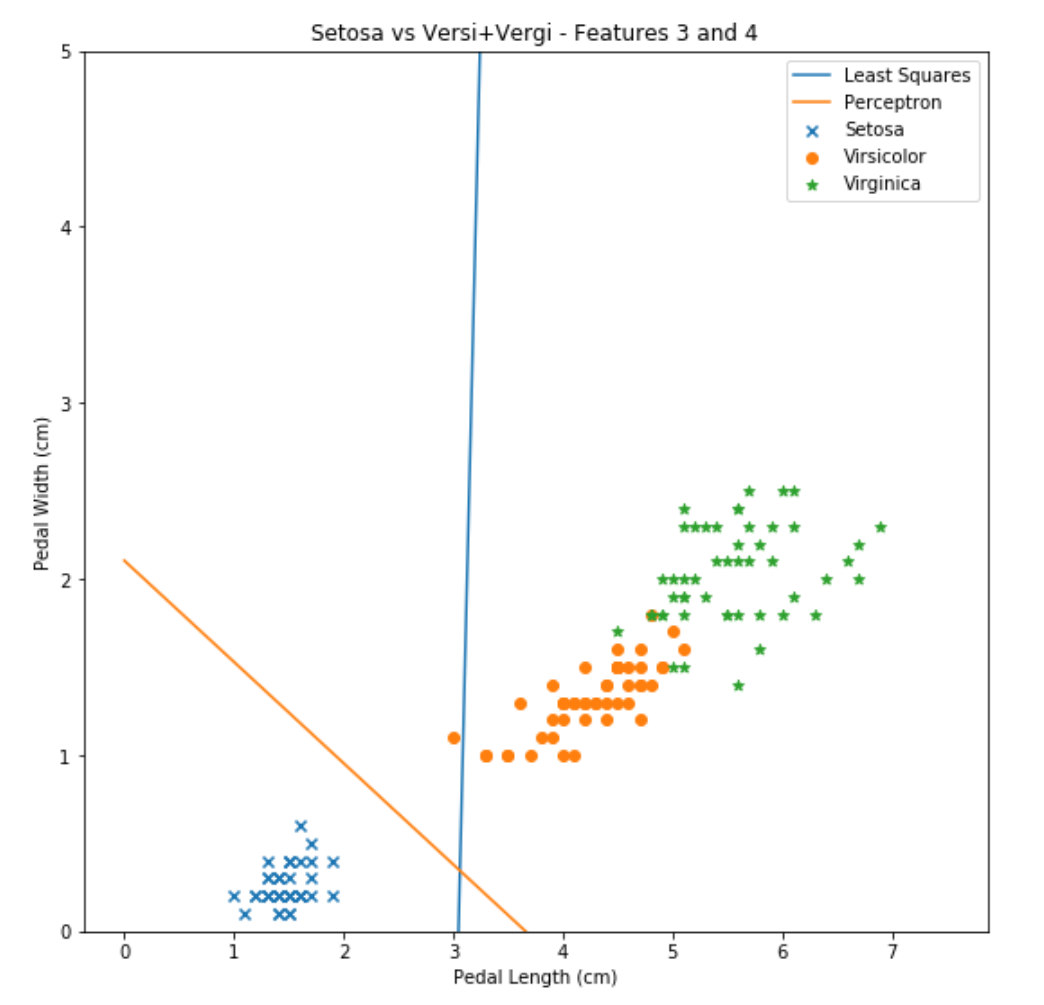 Setosa vs Versi+Vergi - Features 3 and 4
Least Squares
Perceptron
Setosa
Virsicolor
Virginica
Pedal Width (cm)
5
4
3
2
1
0
0 1 2 3 4 5 6 7
Pedal Length (cm)